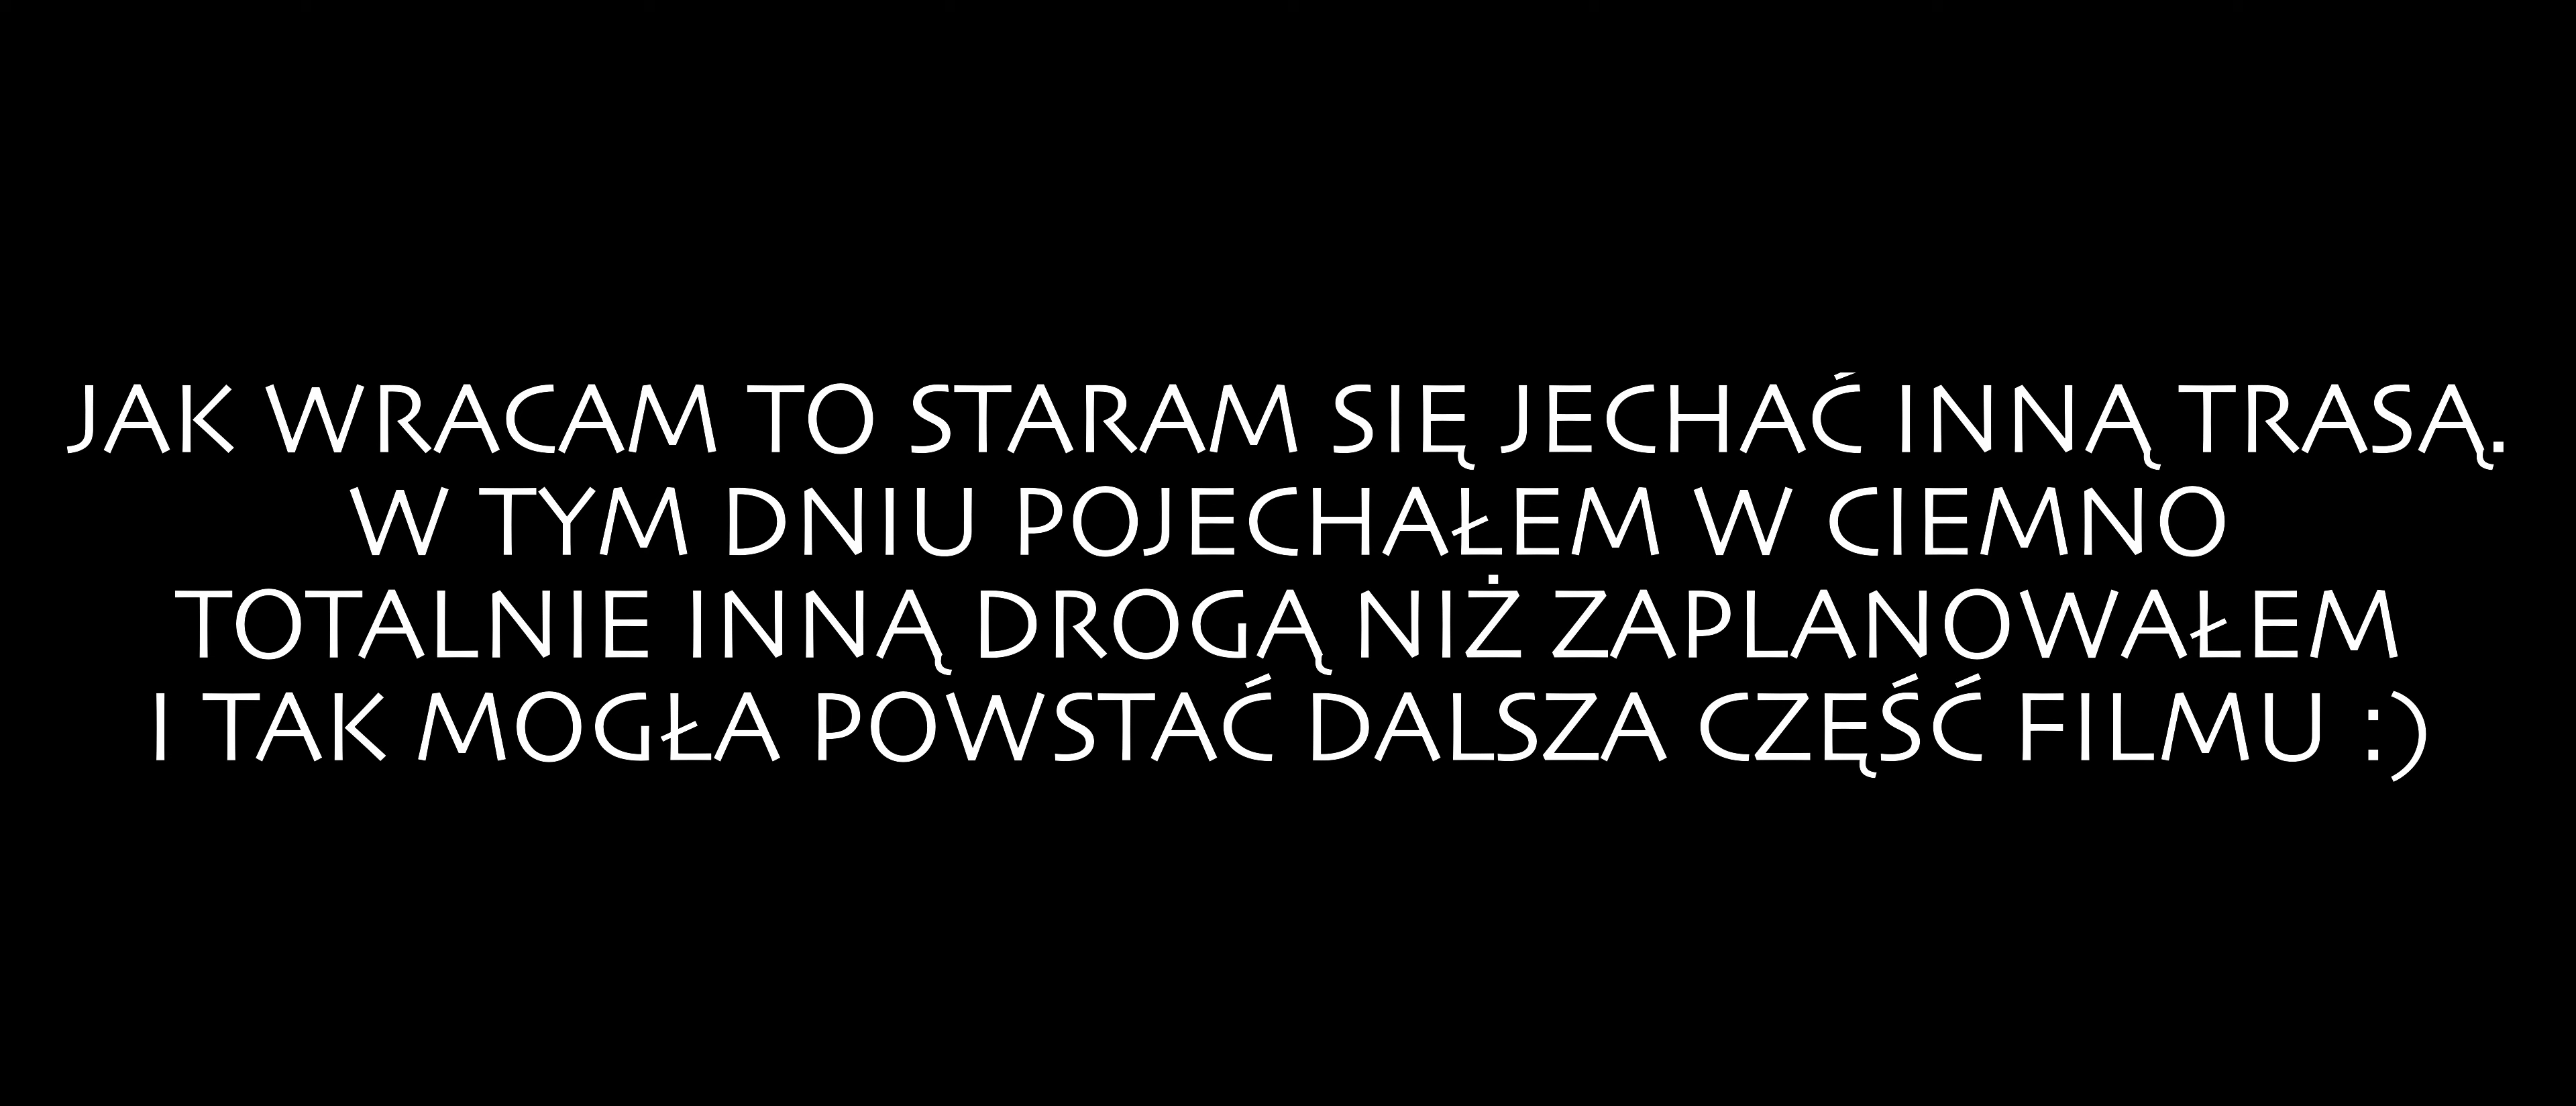 JAK WRACAM TO STARAM SIĘ JECHAĆ INNĄ TRASĄ.
W TYM DNIU POJECHAŁEM W CIEMNO
TOTALNIE INNĄ DROGĄ NIŻ ZAPLANOWAŁEM
I TAK MOGŁA POWSTAĆ DALSZA CZĘŚĆ FILMU :)